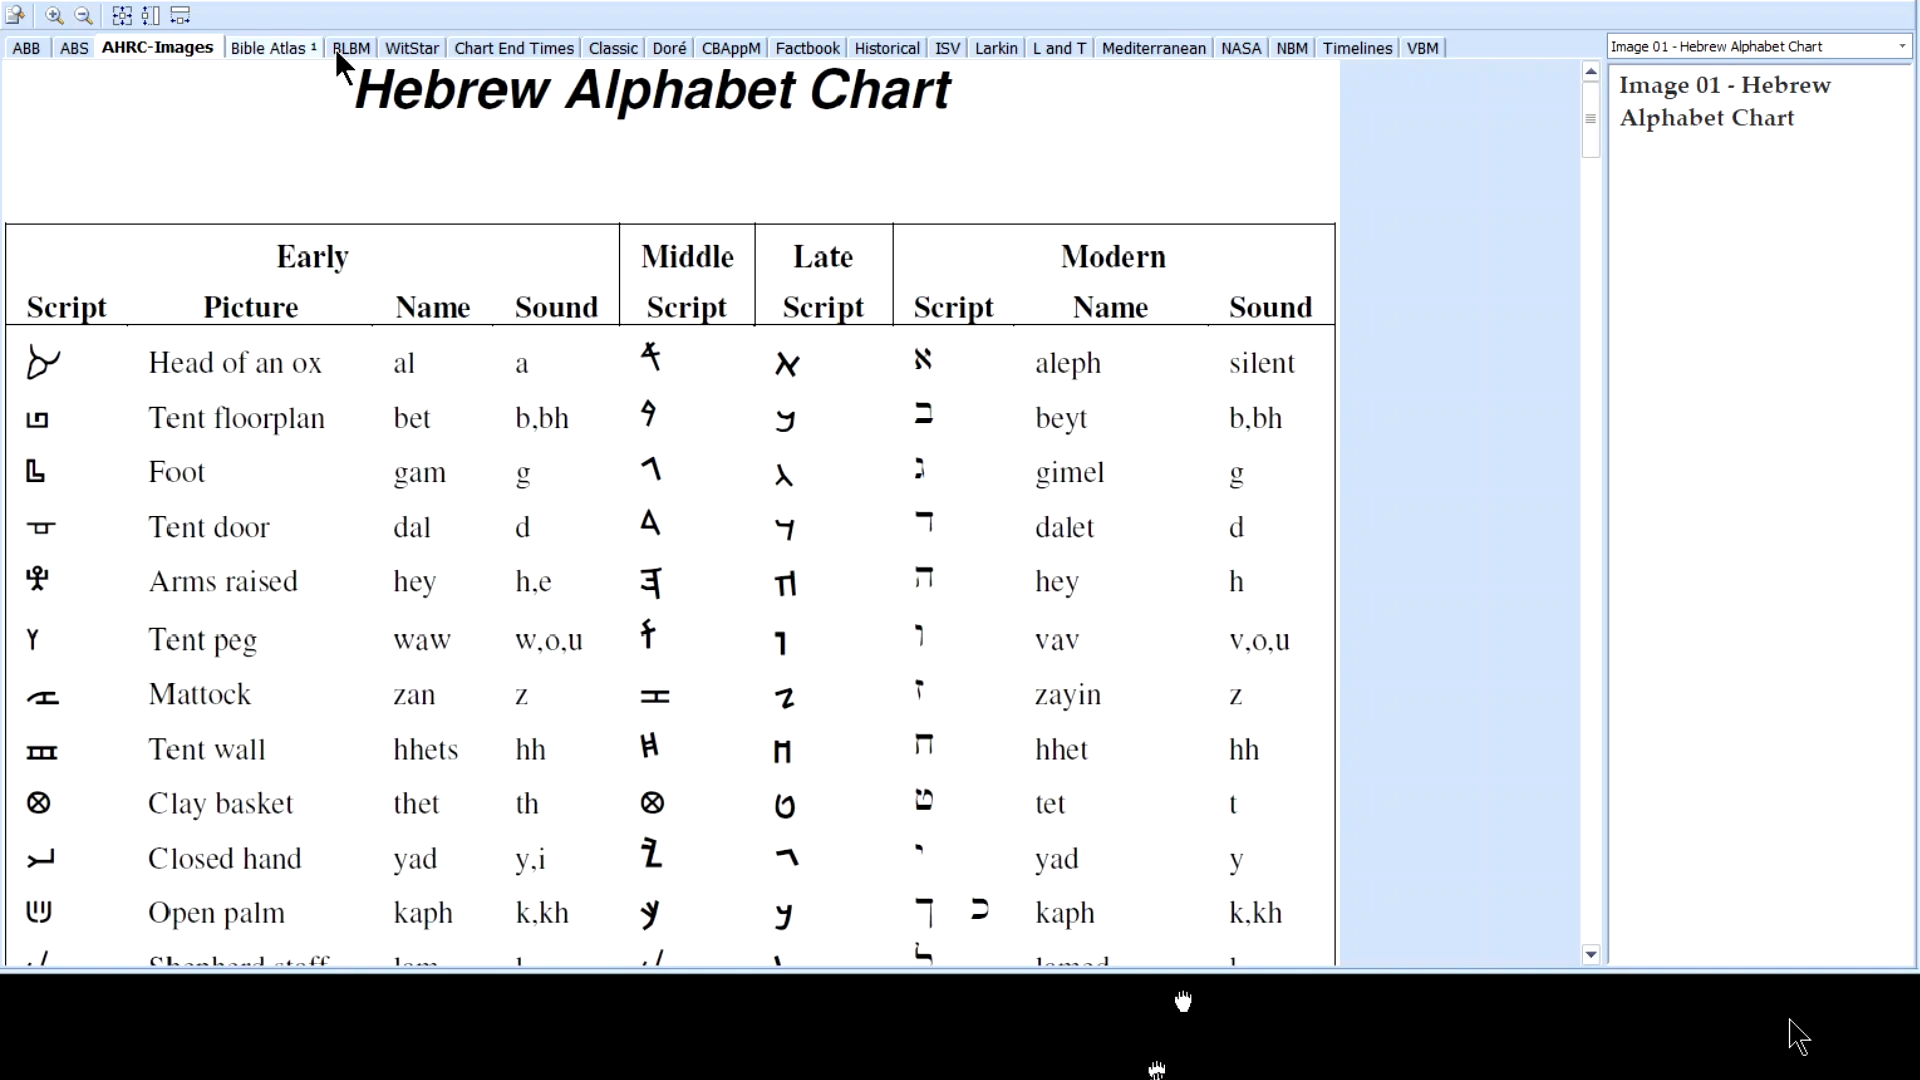 ABB ABS AHRC-Images Bible Atlas ¹ BLBM WitStar Chart End Times Classic Doré CBAppM Factbook Historical ISV Larkin L and T Mediterranean NASA NBM Timelines VBM
Image 01 - Hebrew Alphabet Chart
Image 01 - Hebrew
Alphabet Chart
Hebrew Alphabet Chart
Early Middle Late Modern
Script Picture Name Sound Script Script Script Name Sound
Head of an ox al a א aleph silent
Tent floorplan bet b,bh ב beyt b,bh
Foot gam g ג gimel g
Tent door dal d ד dalet d
Arms raised hey h,e ה hey h
Tent peg waw w,o,u ו vav v,o,u
Mattock zan z ז zayin z
Tent wall hhets hh ח hhet hh
Clay basket thet th ט tet t
Closed hand yad y,i י yad y
Open palm kaph k,kh ך כ kaph k,kh